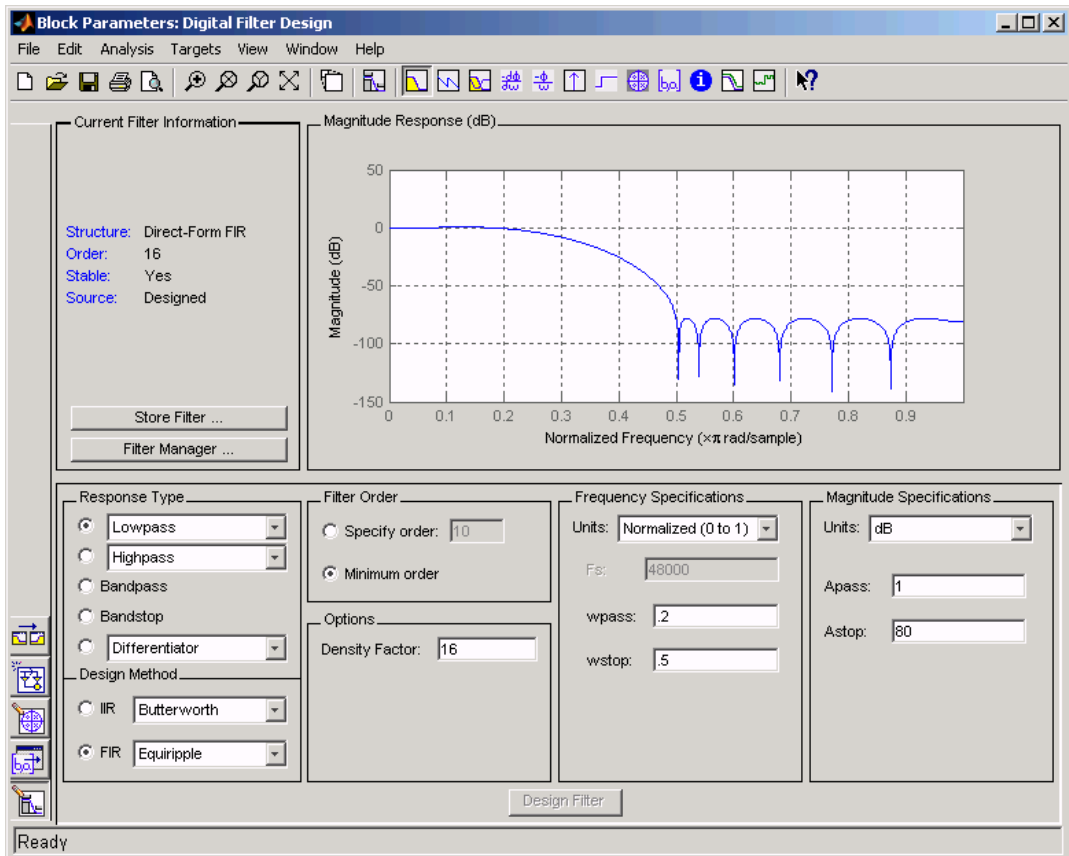 Block Parameters: Digital Filter Design
File Edit Analysis Targets View Window Help
Current Filter Information
Structure: Direct-Form FIR
Order: 16
Stable: Yes
Source: Designed
Store Filter ...
Filter Manager ...
Magnitude Response (dB)
Magnitude (dB)
50
0
-50
-100
-150
0 0.1 0.2 0.3 0.4 0.5 0.6 0.7 0.8 0.9
Normalized Frequency (×π rad/sample)
Response Type
Lowpass
Highpass
Bandpass
Bandstop
Differentiator
Design Method
IIR Butterworth
FIR Equiripple
Filter Order
Specify order: 10
Minimum order
Options
Density Factor: 16
Frequency Specifications
Units: Normalized (0 to 1)
Fs: 48000
wpass: .2
wstop: .5
Magnitude Specifications
Units: dB
Apass: 1
Astop: 80
Design Filter
Ready